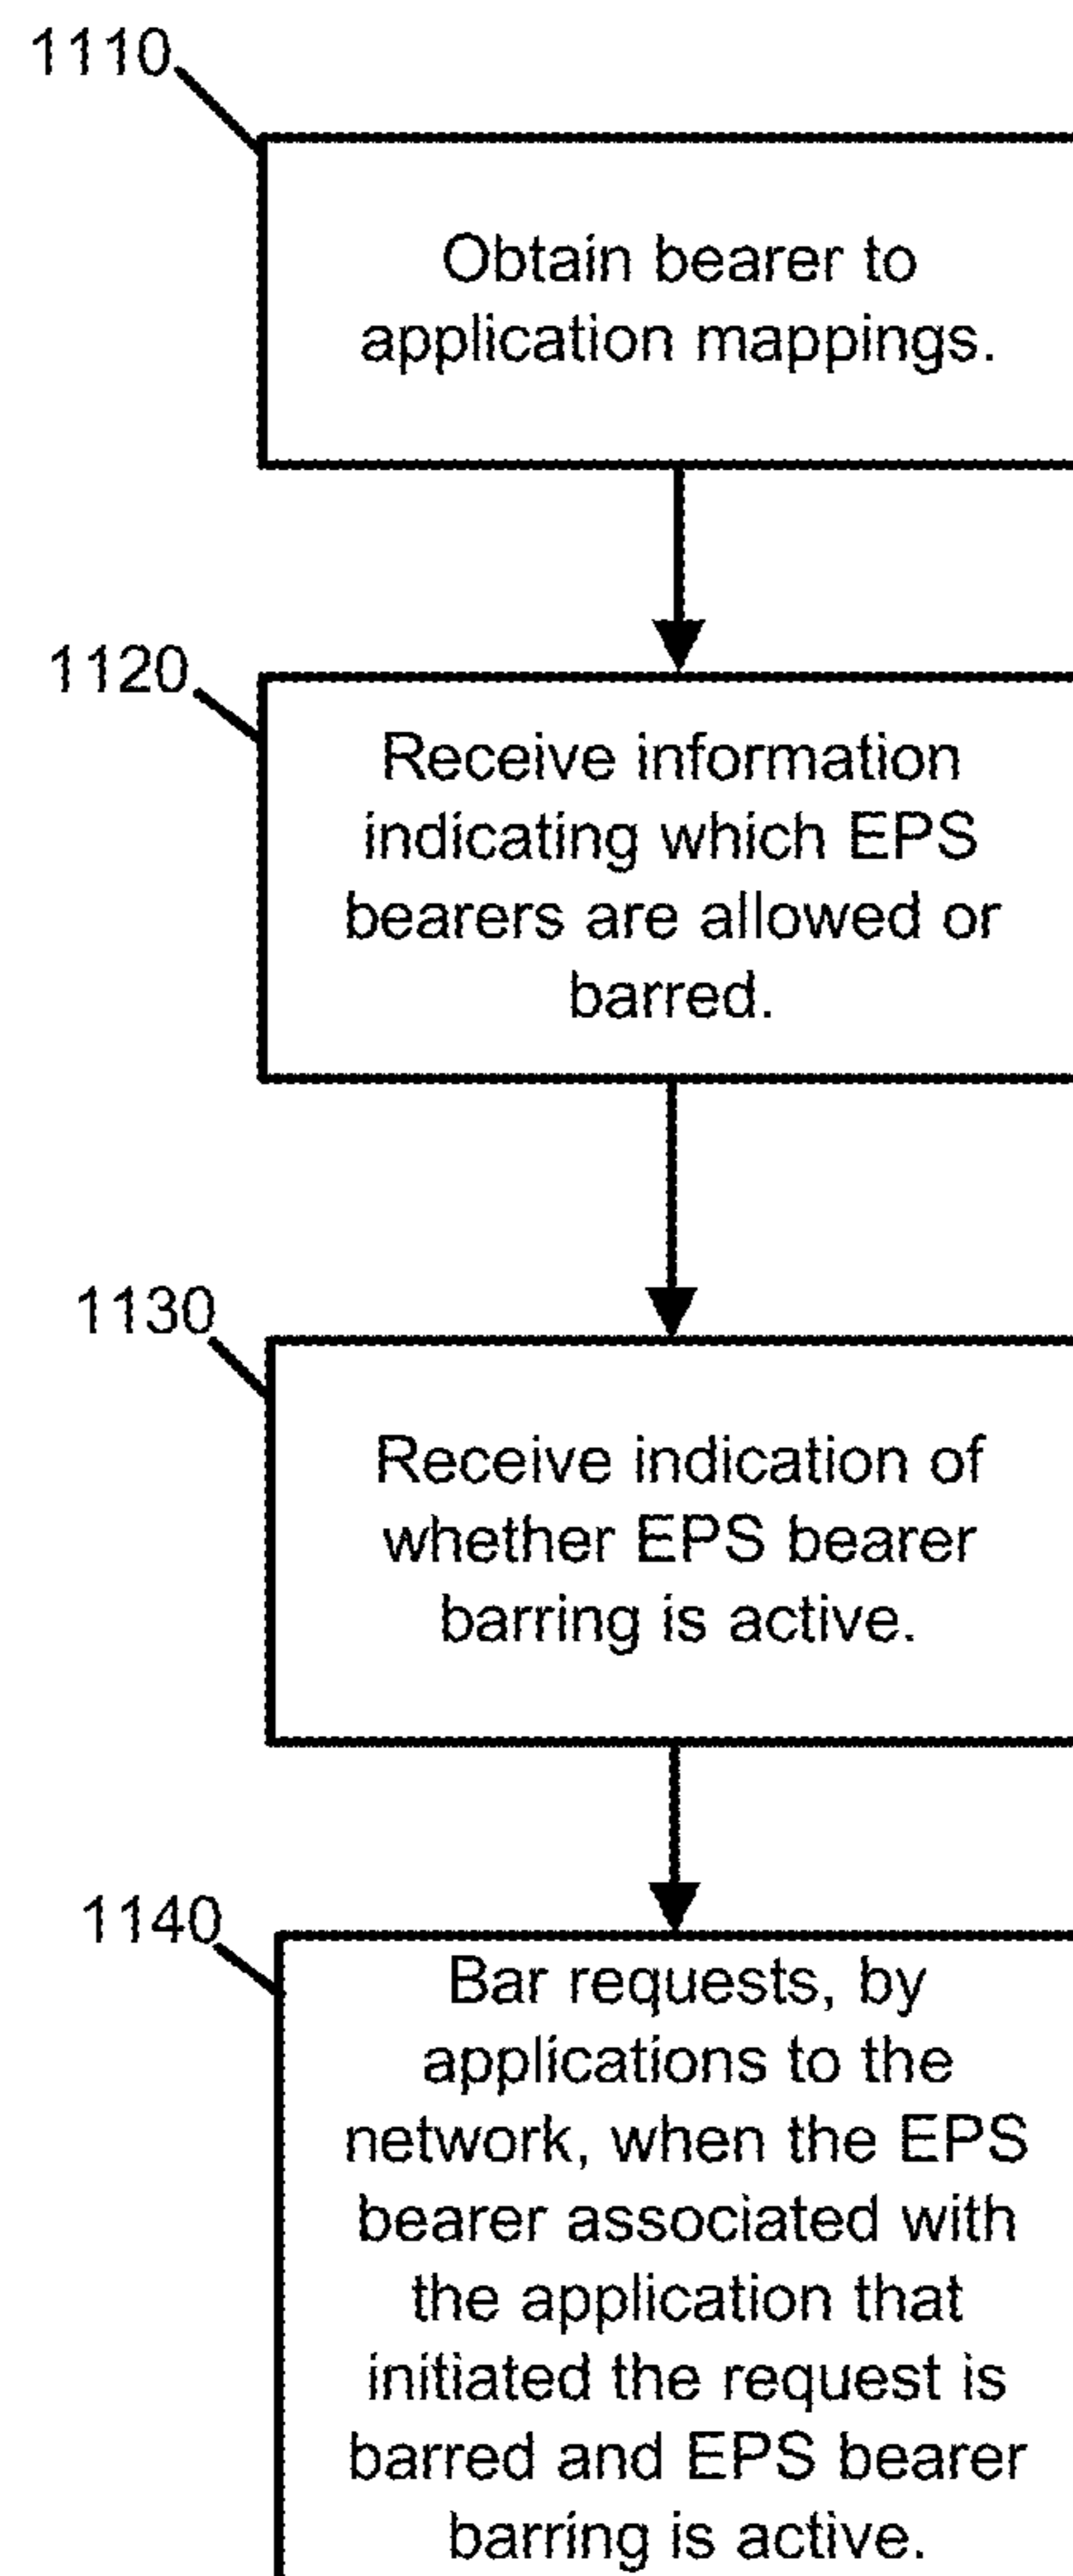 1110
Obtain bearer to
application mappings.
1120
Receive information
indicating which EPS
bearers are allowed or
barred.
1130
Receive indication of
whether EPS bearer
barring is active.
1140
Bar requests, by
applications to the
network, when the EPS
bearer associated with
the application that
initiated the request is
barred and EPS bearer
barring is active.